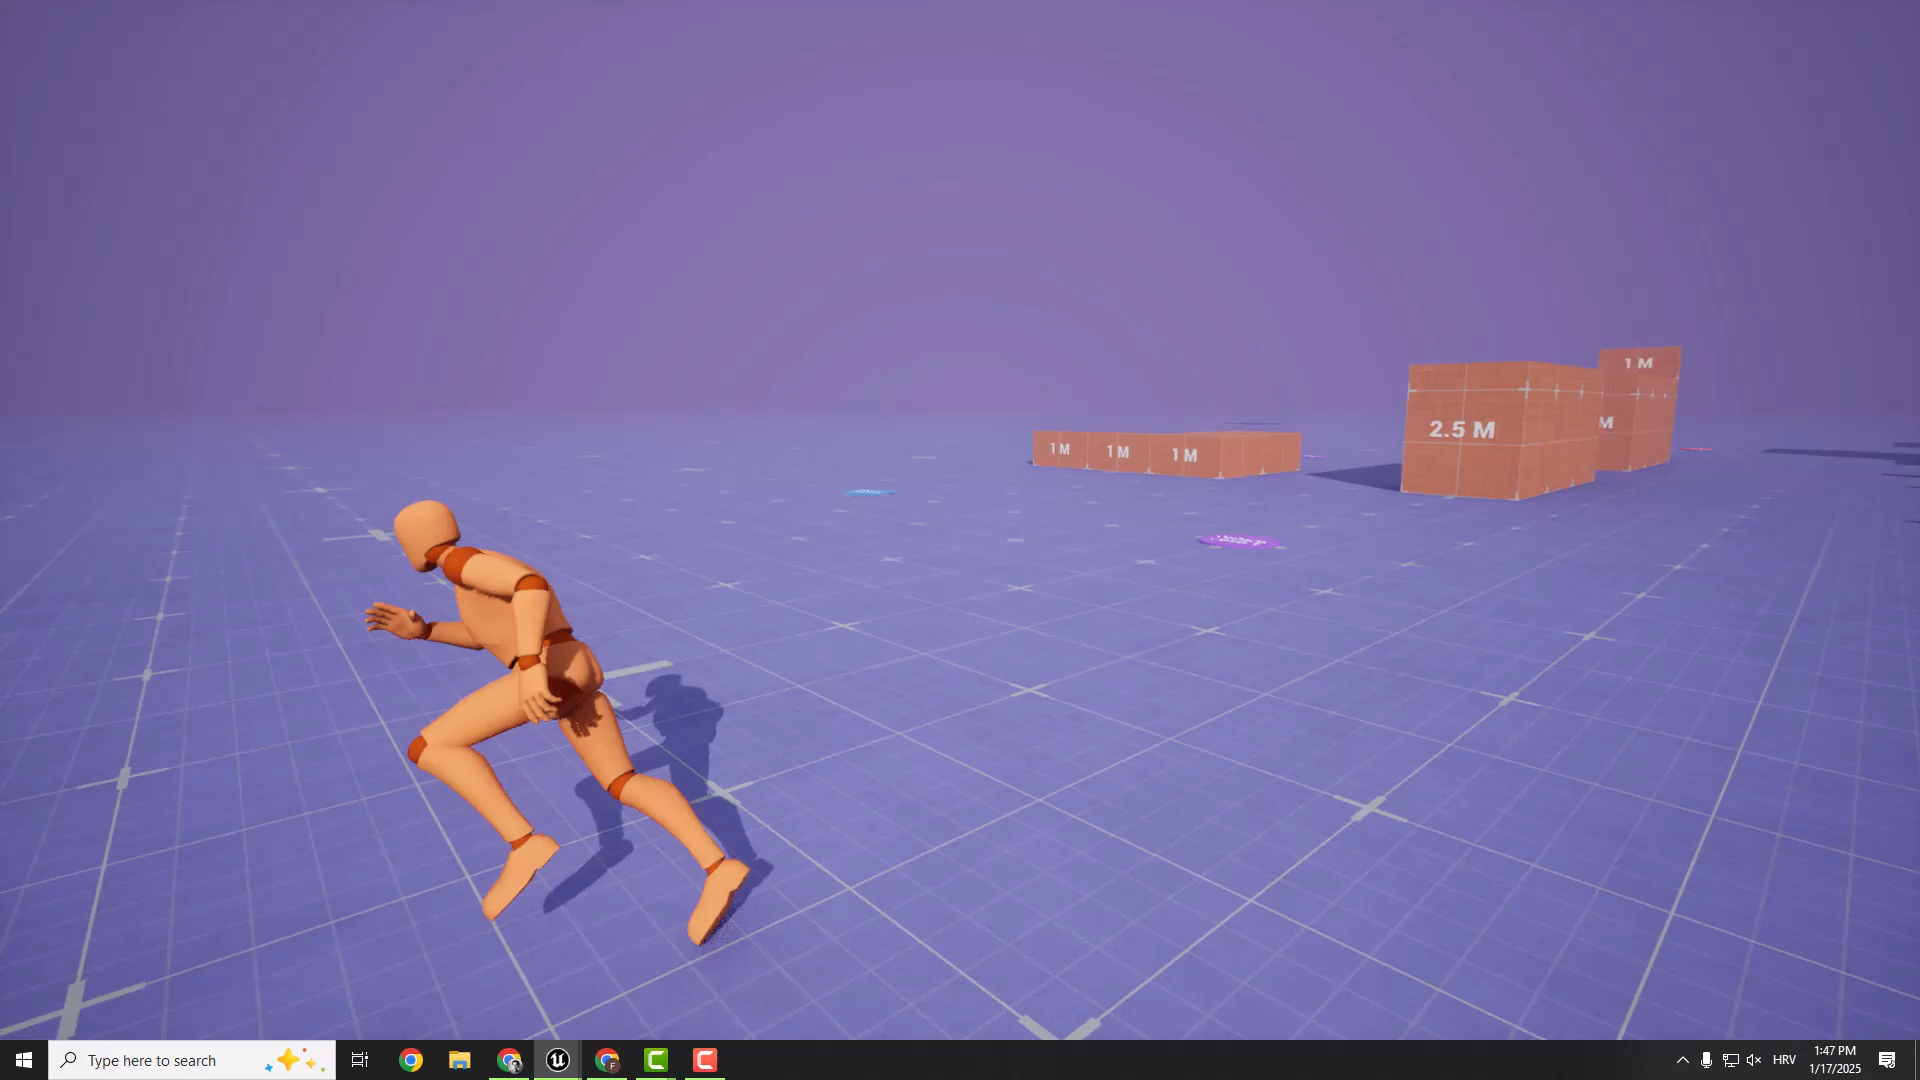 1 M
2.5 M
M
1 M
1 M
1 M
Type here to search
HRV
1:47 PM
1/17/2025